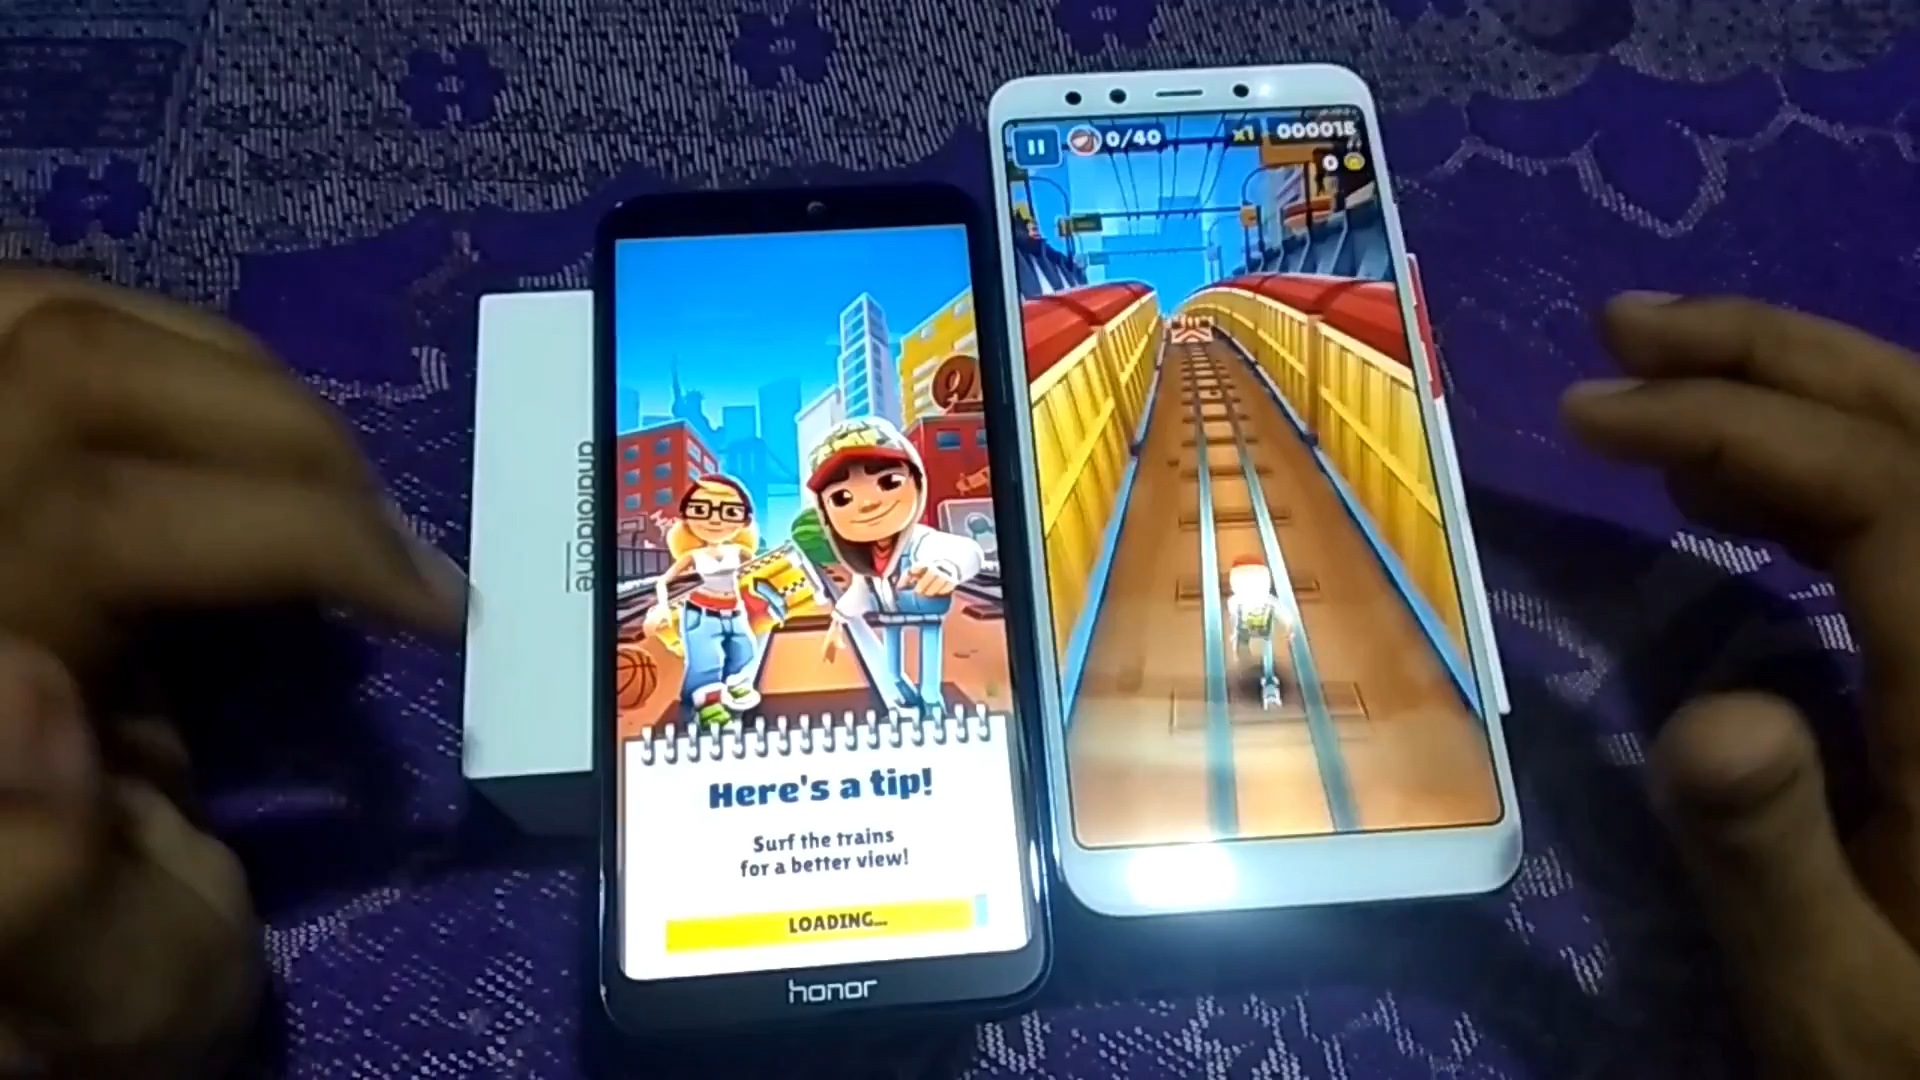 0/40
x1 000018
0
androidone
Here's a tip!
Surf the trains
for a better view!
LOADING...
honor